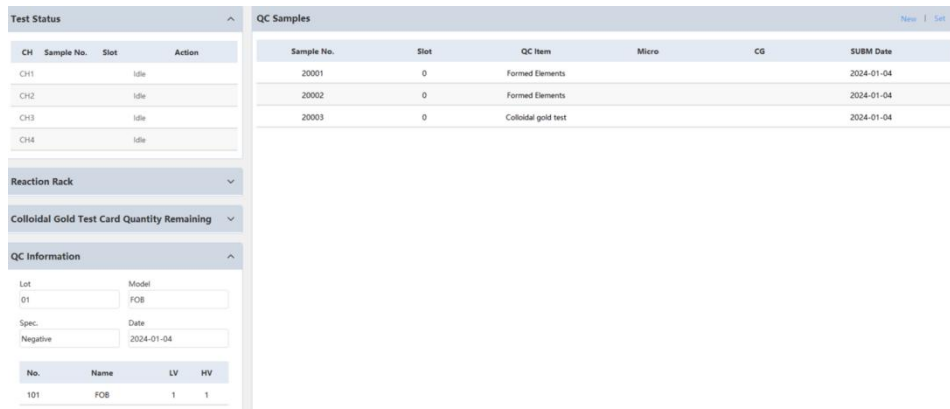 Test Status
CH Sample No. Slot Action
CH1 Idle
CH2 Idle
CH3 Idle
CH4 Idle
Reaction Rack
Colloidal Gold Test Card Quantity Remaining
QC Information
Lot Model
01 FOB
Spec. Date
Negative 2024-01-04
No. Name LV HV
101 FOB 1 1
QC Samples New | Set
Sample No. Slot QC Item Micro CG SUBM Date
20001 0 Formed Elements 2024-01-04
20002 0 Formed Elements 2024-01-04
20003 0 Colloidal gold test 2024-01-04